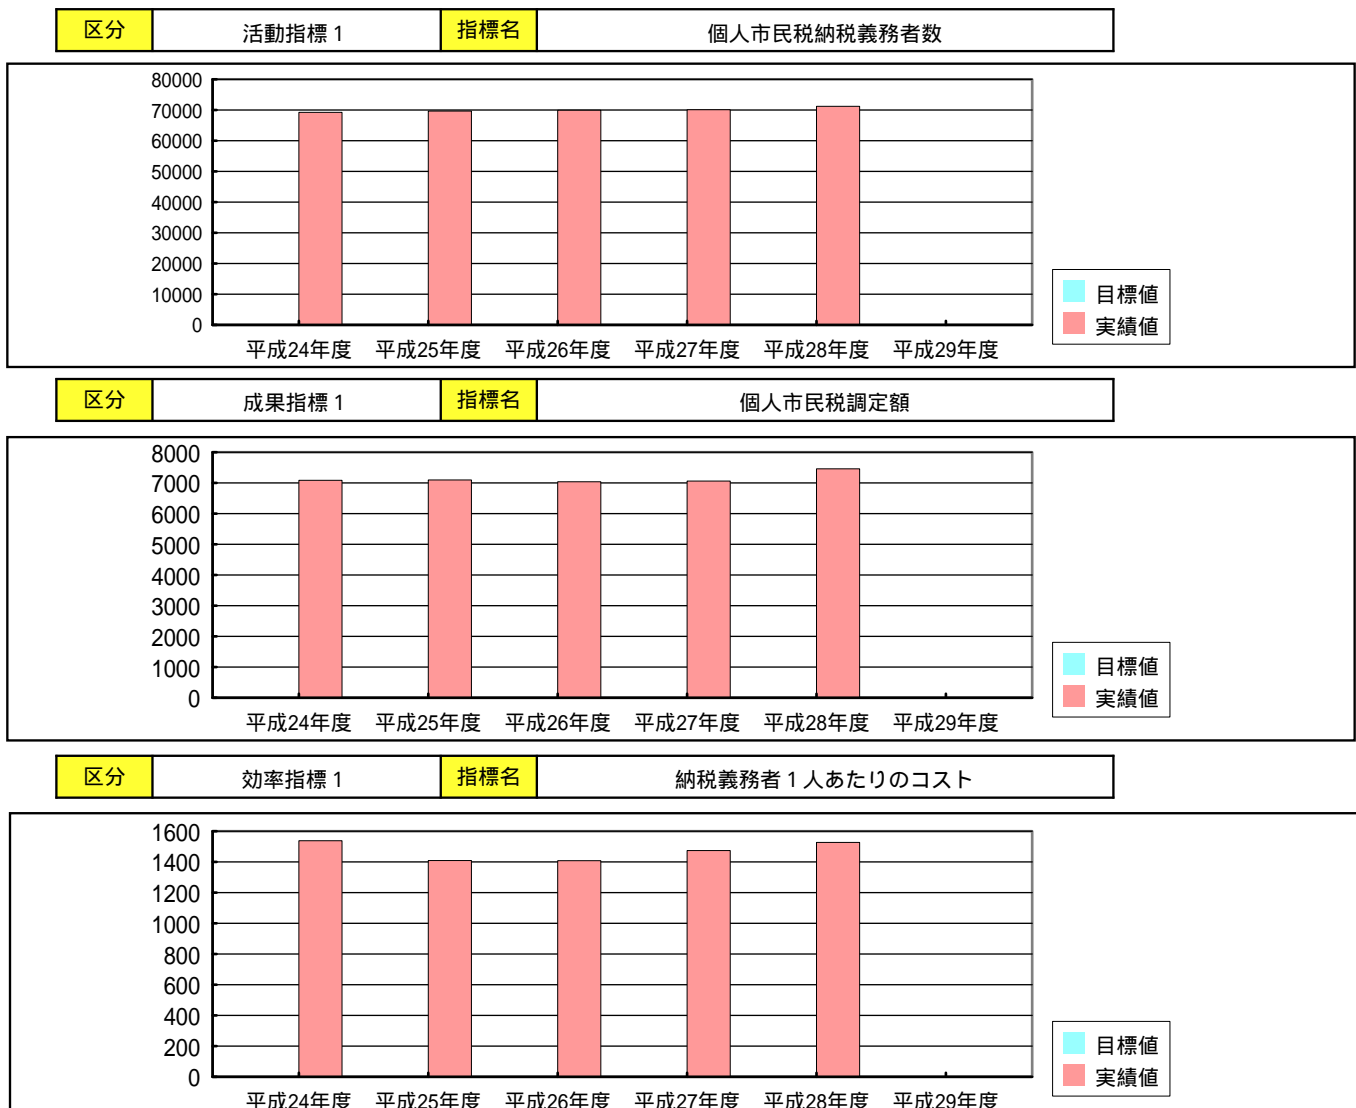 区分 活動指標1 指標名 個人市民税納税義務者数
80000
70000
60000
50000
40000
30000
20000
10000
0
平成24年度 平成25年度 平成26年度 平成27年度 平成28年度 平成29年度
目標値
実績値
区分 成果指標1 指標名 個人市民税調定額
8000
7000
6000
5000
4000
3000
2000
1000
0
平成24年度 平成25年度 平成26年度 平成27年度 平成28年度 平成29年度
目標値
実績値
区分 効率指標1 指標名 納税義務者1人あたりのコスト
1600
1400
1200
1000
800
600
400
200
0
平成24年度 平成25年度 平成26年度 平成27年度 平成28年度 平成29年度
目標値
実績値